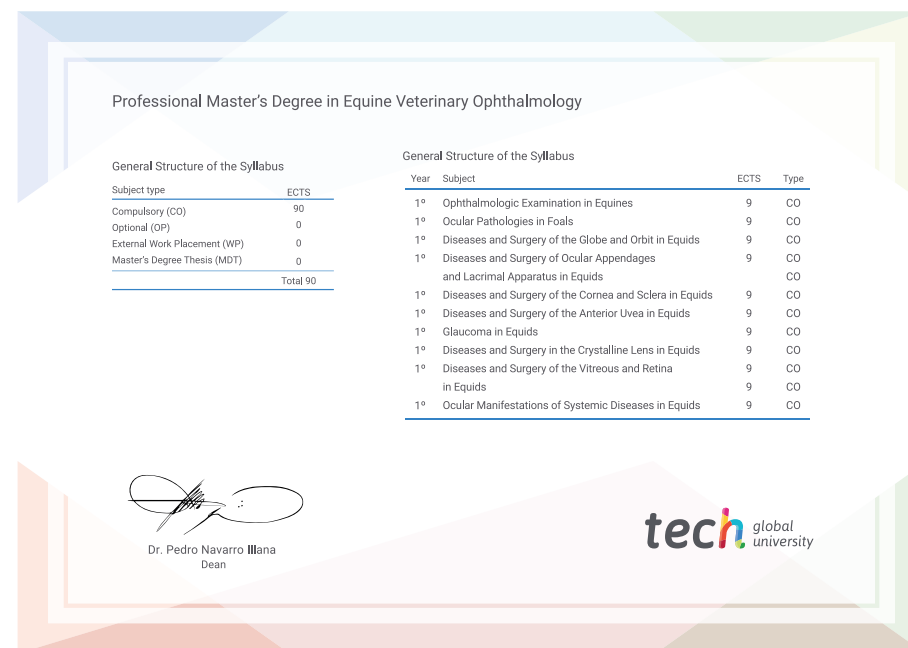 Professional Master's Degree in Equine Veterinary Ophthalmology
General Structure of the Syllabus
Subject type ECTS
Compulsory (CO) 90
Optional (OP) 0
External Work Placement (WP) 0
Master's Degree Thesis (MDT) 0
Total 90
General Structure of the Syllabus
Year Subject ECTS Type
1º Ophthalmologic Examination in Equines 9 CO
1º Ocular Pathologies in Foals 9 CO
1º Diseases and Surgery of the Globe and Orbit in Equids 9 CO
1º Diseases and Surgery of Ocular Appendages 9 CO
and Lacrimal Apparatus in Equids CO
1º Diseases and Surgery of the Cornea and Sclera in Equids 9 CO
1º Diseases and Surgery of the Anterior Uvea in Equids 9 CO
1º Glaucoma in Equids 9 CO
1º Diseases and Surgery in the Crystalline Lens in Equids 9 CO
1º Diseases and Surgery of the Vitreous and Retina 9 CO
in Equids 9 CO
1º Ocular Manifestations of Systemic Diseases in Equids 9 CO
Dr. Pedro Navarro Illana
Dean
tech global
university